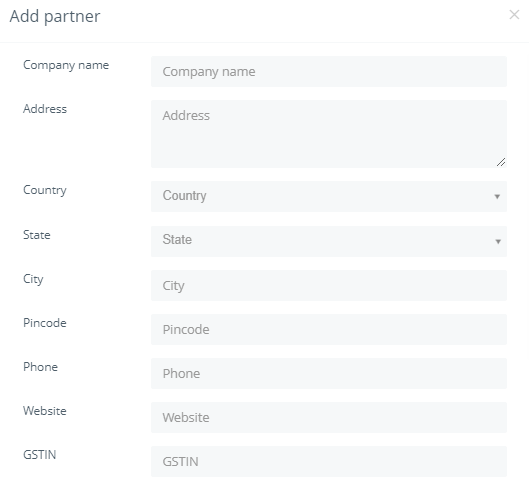 Add partner
Company name
Company name
Address
Address
Country
Country
State
State
City
City
Pincode
Pincode
Phone
Phone
Website
Website
GSTIN
GSTIN